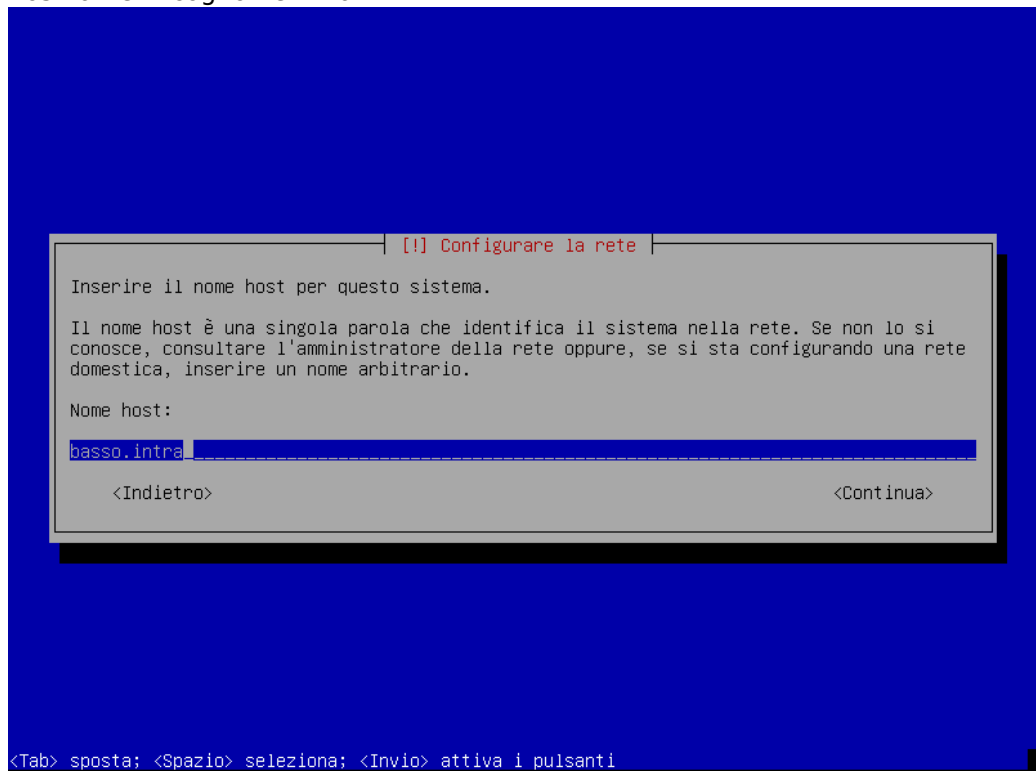 [!] Configurare la rete
Inserire il nome host per questo sistema.
Il nome host è una singola parola che identifica il sistema nella rete. Se non lo si
conosce, consultare l'amministratore della rete oppure, se si sta configurando una rete
domestica, inserire un nome arbitrario.
Nome host:
basso.intra
<Indietro> <Continua>
<Tab> sposta; <Spazio> seleziona; <Invio> attiva i pulsanti